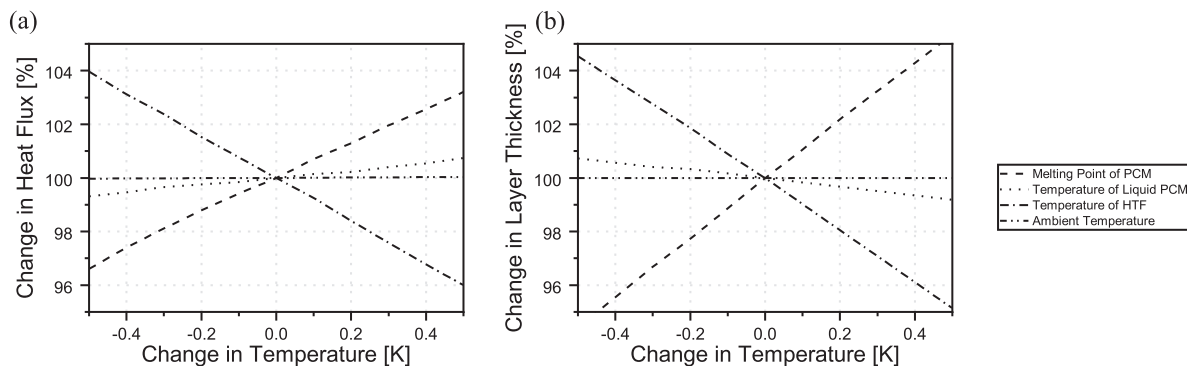 (a)
Change in Heat Flux [%]
104
102
100
98
96
-0.4 -0.2 0.0 0.2 0.4
Change in Temperature [K]
(b)
Change in Layer Thickness [%]
104
102
100
98
96
-0.4 -0.2 0.0 0.2 0.4
Change in Temperature [K]
Melting Point of PCM
Temperature of Liquid PCM
Temperature of HTF
Ambient Temperature